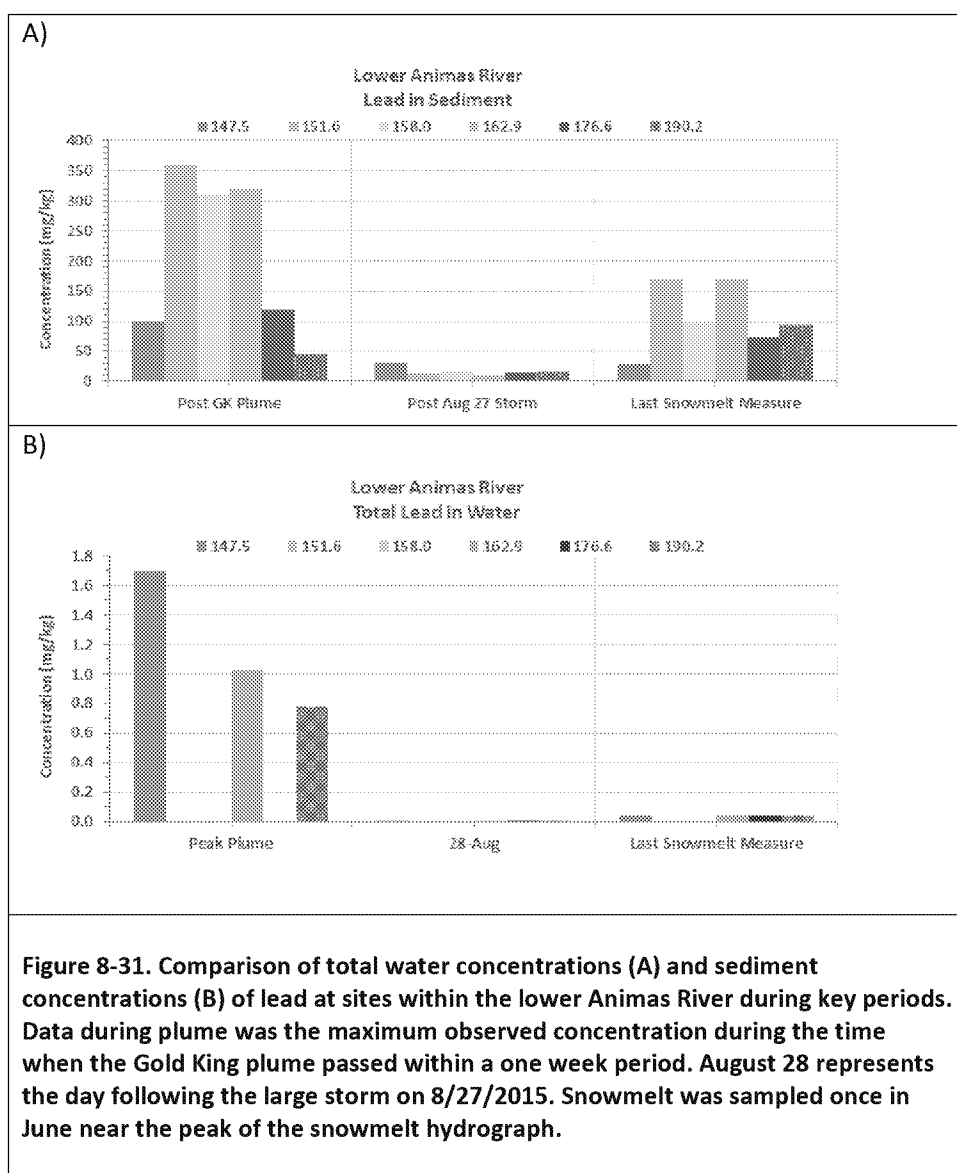 A)
Lower Animas River
Lead in Sediment
147.5 151.6 158.0 162.9 176.6 190.2
Concentration (mg/kg)
400
350
300
250
200
150
100
50
0
Post GK Plume Post Aug 27 Storm Last Snowmelt Measure
B)
Lower Animas River
Total Lead in Water
147.5 151.6 158.0 162.9 176.6 190.2
Concentration (mg/kg)
1.8
1.6
1.4
1.2
1.0
0.8
0.6
0.4
0.2
0.0
Peak Plume 28-Aug Last Snowmelt Measure
Figure 8-31. Comparison of total water concentrations (A) and sediment
concentrations (B) of lead at sites within the lower Animas River during key periods.
Data during plume was the maximum observed concentration during the time
when the Gold King plume passed within a one week period. August 28 represents
the day following the large storm on 8/27/2015. Snowmelt was sampled once in
June near the peak of the snowmelt hydrograph.